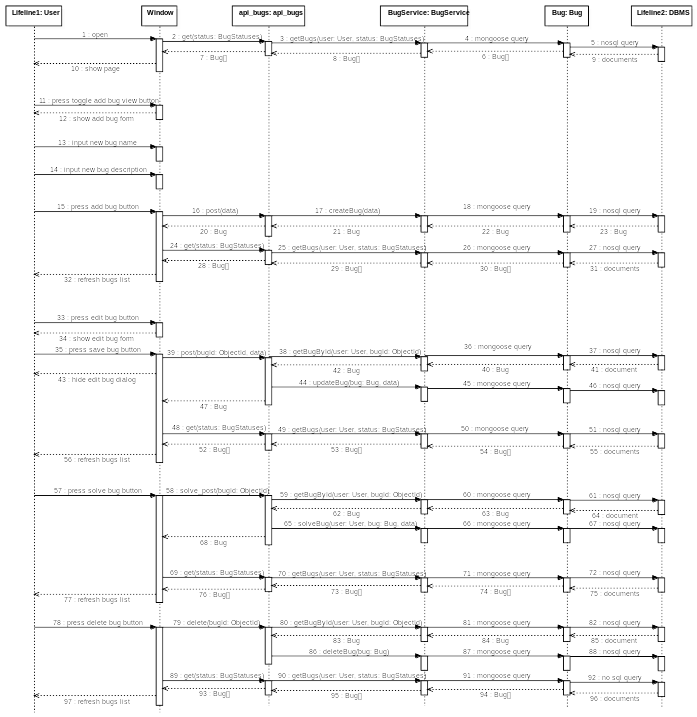 Lifeline1: User
Window
api_bugs: api_bugs
BugService: BugService
Bug: Bug
Lifeline2: DBMS
1 : open
2 : get(status: BugStatuses)
3 : getBugs(user: User, status: BugStatuses)
4 : mongoose query
5 : nosql query
10 : show page
7 : Bug[]
8 : Bug[]
6 : Bug[]
9 : documents
11 : press toggle add bug view button
12 : show add bug form
13 : input new bug name
14 : input new bug description
15 : press add bug button
16 : post(data)
17 : createBug(data)
18 : mongoose query
19 : nosql query
20 : Bug
21 : Bug
22 : Bug
23 : Bug
24 : get(status: BugStatuses)
25 : getBugs(user: User, status: BugStatuses)
26 : mongoose query
27 : nosql query
28 : Bug[]
29 : Bug[]
30 : Bug[]
31 : documents
32 : refresh bugs list
33 : press edit bug button
34 : show edit bug form
35 : press save bug button
39 : post(bugId: ObjectId, data)
38 : getBugById(user: User, bugId: ObjectId)
36 : mongoose query
37 : nosql query
43 : hide edit bug dialog
42 : Bug
40 : Bug
41 : document
44 : updateBug(bug: Bug, data)
45 : mongoose query
46 : nosql query
47 : Bug
48 : get(status: BugStatuses)
49 : getBugs(user: User, status: BugStatuses)
50 : mongoose query
51 : nosql query
52 : Bug[]
53 : Bug[]
54 : Bug[]
55 : documents
56 : refresh bugs list
57 : press solve bug button
58 : solve_post(bugId: ObjectId)
59 : getBugById(user: User, bugId: ObjectId)
60 : mongoose query
61 : nosql query
62 : Bug
63 : Bug
64 : document
65 : solveBug(user: User, bug: Bug, data)
66 : mongoose query
67 : nosql query
68 : Bug
69 : get(status: BugStatuses)
70 : getBugs(user: User, status: BugStatuses)
71 : mongoose query
72 : nosql query
77 : refresh bugs list
76 : Bug[]
73 : Bug[]
74 : Bug[]
75 : documents
78 : press delete bug button
79 : delete(bugId: ObjectId)
80 : getBugById(user: User, bugId: ObjectId)
81 : mongoose query
82 : nosql query
83 : Bug
84 : Bug
85 : document
86 : deleteBug(bug: Bug)
87 : mongoose query
88 : nosql query
89 : get(status: BugStatuses)
90 : getBugs(user: User, status: BugStatuses)
91 : mongoose query
92 : no sql query
97 : refresh bugs list
93 : Bug[]
95 : Bug[]
94 : Bug[]
96 : documents